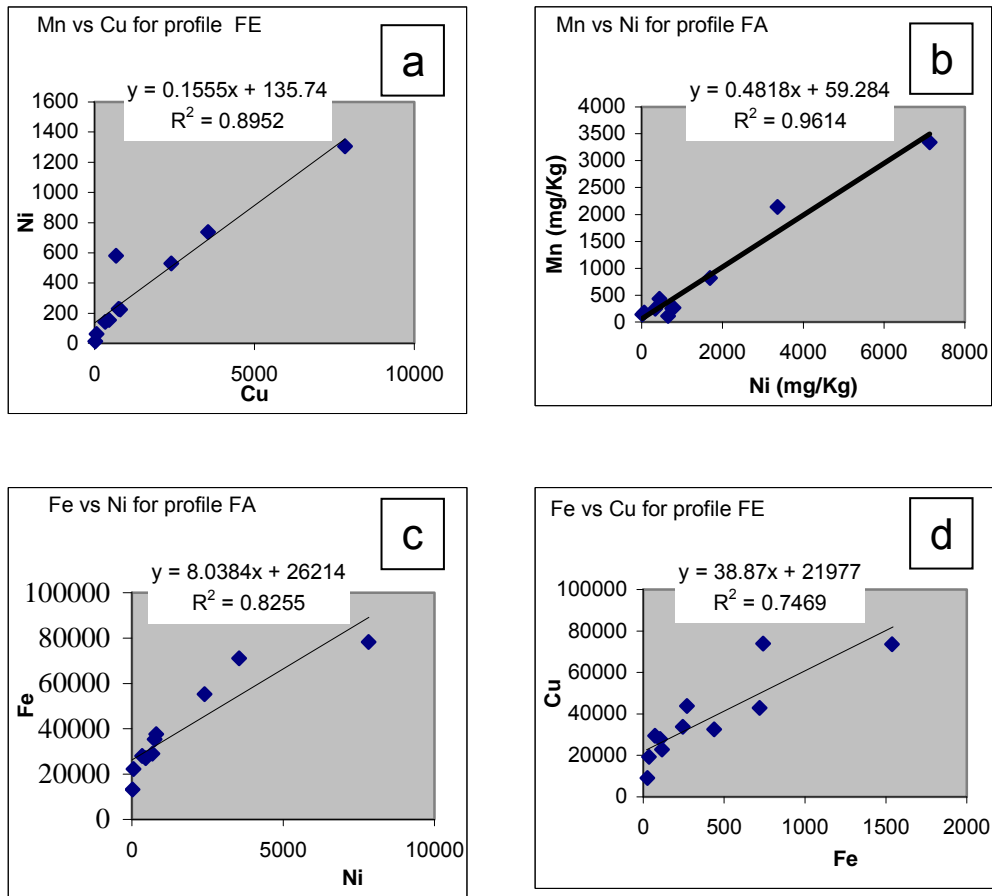 Mn vs Cu for profile FE
a
y = 0.1555x + 135.74
R² = 0.8952
1600
1400
1200
1000
800
600
400
200
0
Ni
0 5000 10000
Cu
Mn vs Ni for profile FA
b
y = 0.4818x + 59.284
R² = 0.9614
4000
3500
3000
2500
2000
1500
1000
500
0
Mn (mg/Kg)
0 2000 4000 6000 8000
Ni (mg/Kg)
Fe vs Ni for profile FA
c
y = 8.0384x + 26214
R² = 0.8255
100000
80000
60000
40000
20000
0
Fe
0 5000 10000
Ni
Fe vs Cu for profile FE
d
y = 38.87x + 21977
R² = 0.7469
100000
80000
60000
40000
20000
0
Cu
0 500 1000 1500 2000
Fe